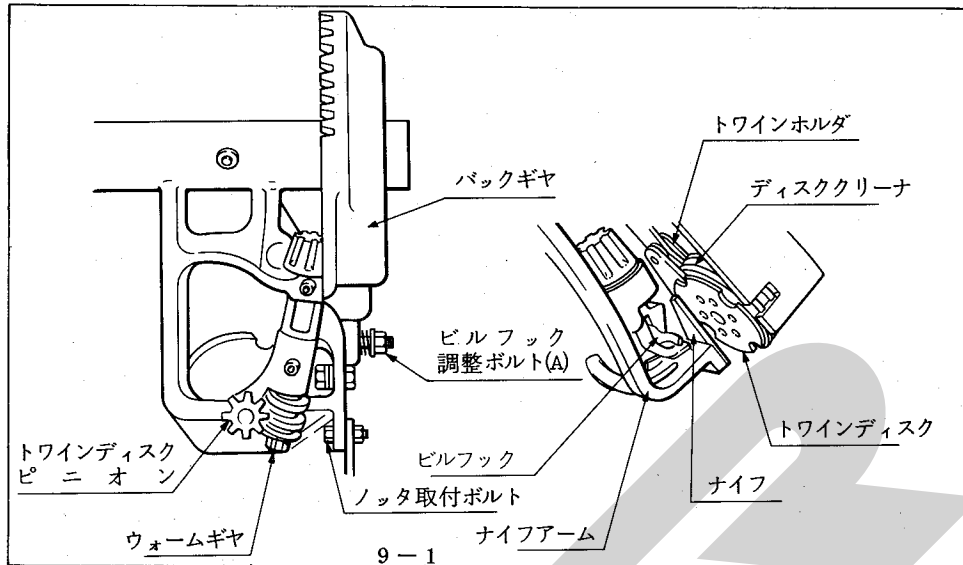 バックギヤ
ビルフック
調整ボルト(A)
トワインディスク
ピニオン
ウォームギヤ
ノッタ取付ボルト
トワインホルダ
ディスククリーナ
ビルフック
ナイフアーム
ナイフ
トワインディスク
9-1